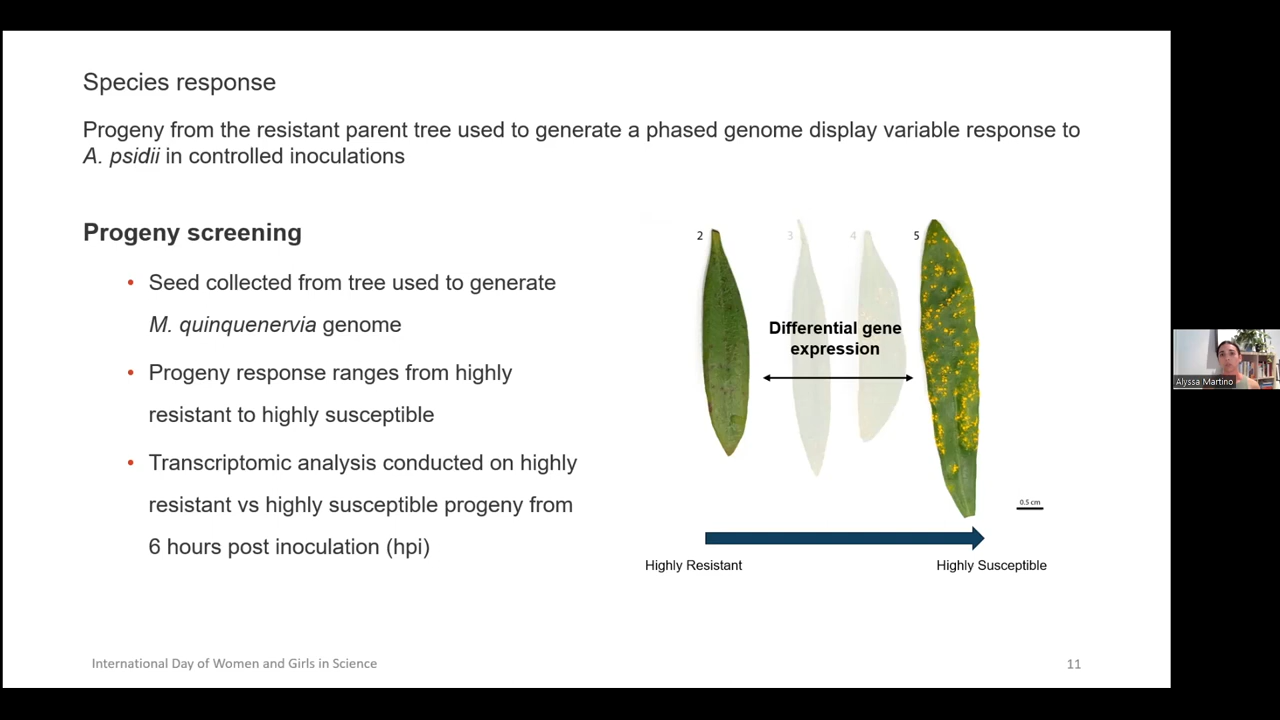 Species response
Progeny from the resistant parent tree used to generate a phased genome display variable response to
A. psidii in controlled inoculations
Progeny screening
• Seed collected from tree used to generate
M. quinquenervia genome
• Progeny response ranges from highly
resistant to highly susceptible
• Transcriptomic analysis conducted on highly
resistant vs highly susceptible progeny from
6 hours post inoculation (hpi)
2
3
4
5
Differential gene
expression
0.5 cm
Highly Resistant
Highly Susceptible
International Day of Women and Girls in Science
11
Alyssa Martino